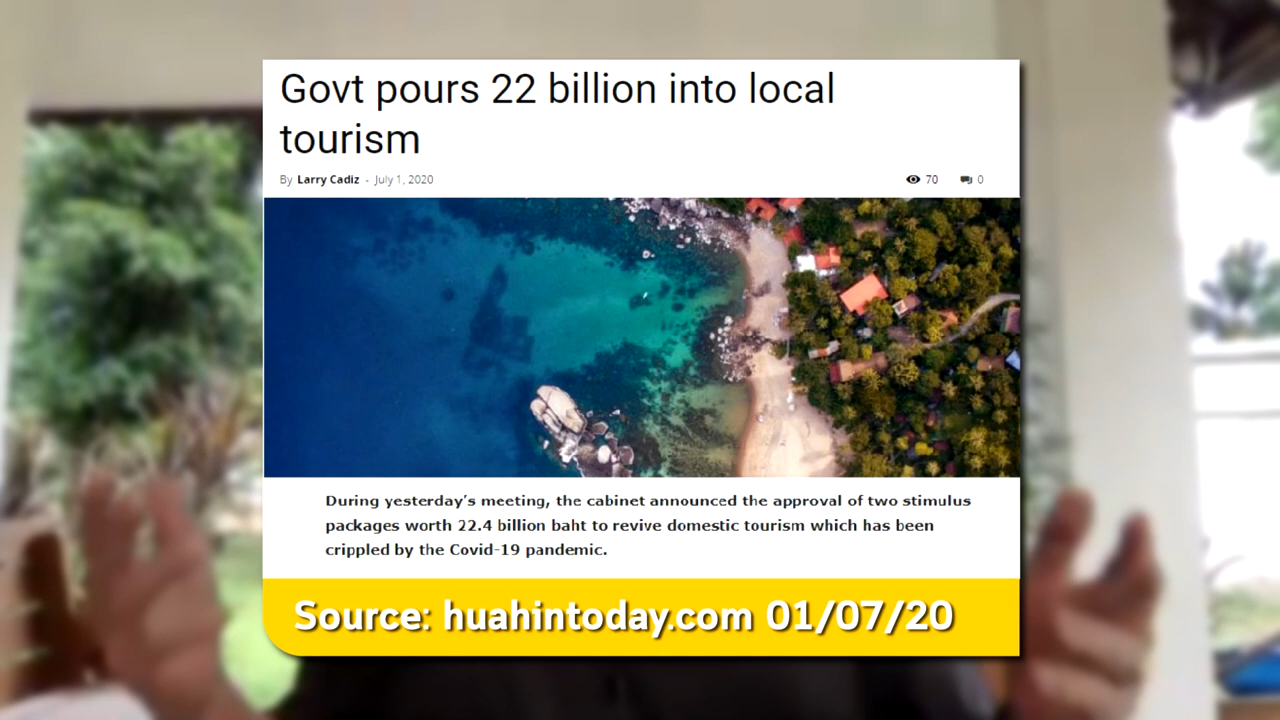 Govt pours 22 billion into local
tourism
By Larry Cadiz - July 1, 2020
70
0
During yesterday's meeting, the cabinet announced the approval of two stimulus
packages worth 22.4 billion baht to revive domestic tourism which has been
crippled by the Covid-19 pandemic.
Source: huahintoday.com 01/07/20